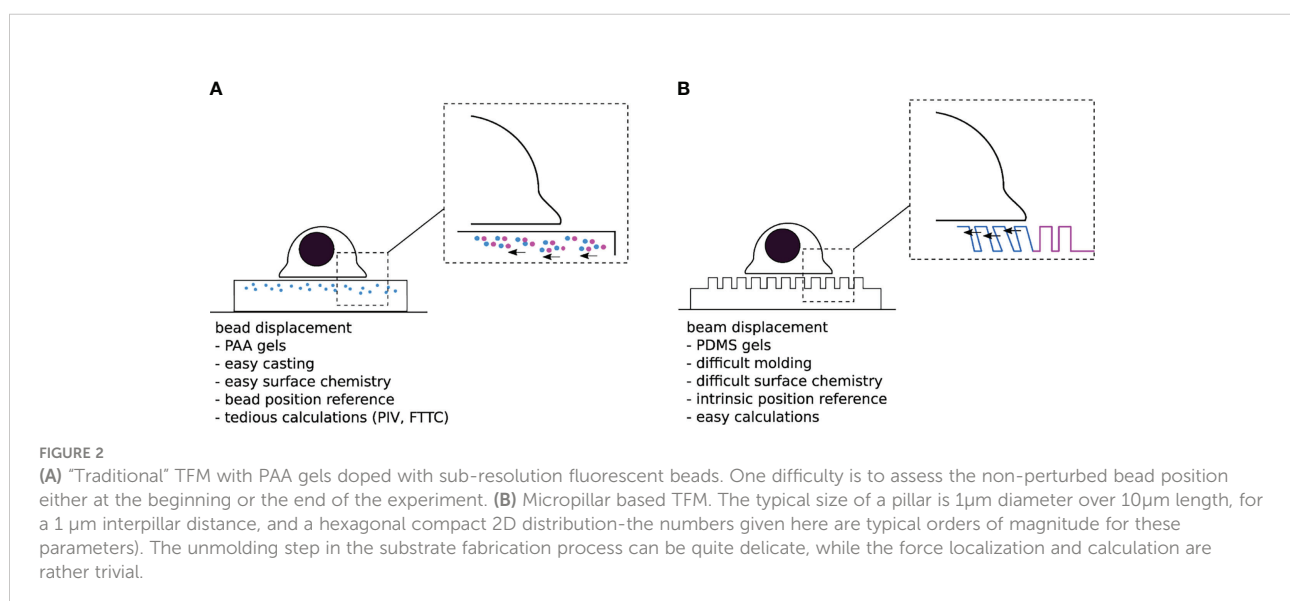 A
B
bead displacement
- PAA gels
- easy casting
- easy surface chemistry
- bead position reference
- tedious calculations (PIV, FTTC)
beam displacement
- PDMS gels
- difficult molding
- difficult surface chemistry
- intrinsic position reference
- easy calculations
FIGURE 2
(A) "Traditional" TFM with PAA gels doped with sub-resolution fluorescent beads. One difficulty is to assess the non-perturbed bead position
either at the beginning or the end of the experiment. (B) Micropillar based TFM. The typical size of a pillar is 1μm diameter over 10μm length, for
a 1 μm interpillar distance, and a hexagonal compact 2D distribution-the numbers given here are typical orders of magnitude for these
parameters). The unmolding step in the substrate fabrication process can be quite delicate, while the force localization and calculation are
rather trivial.